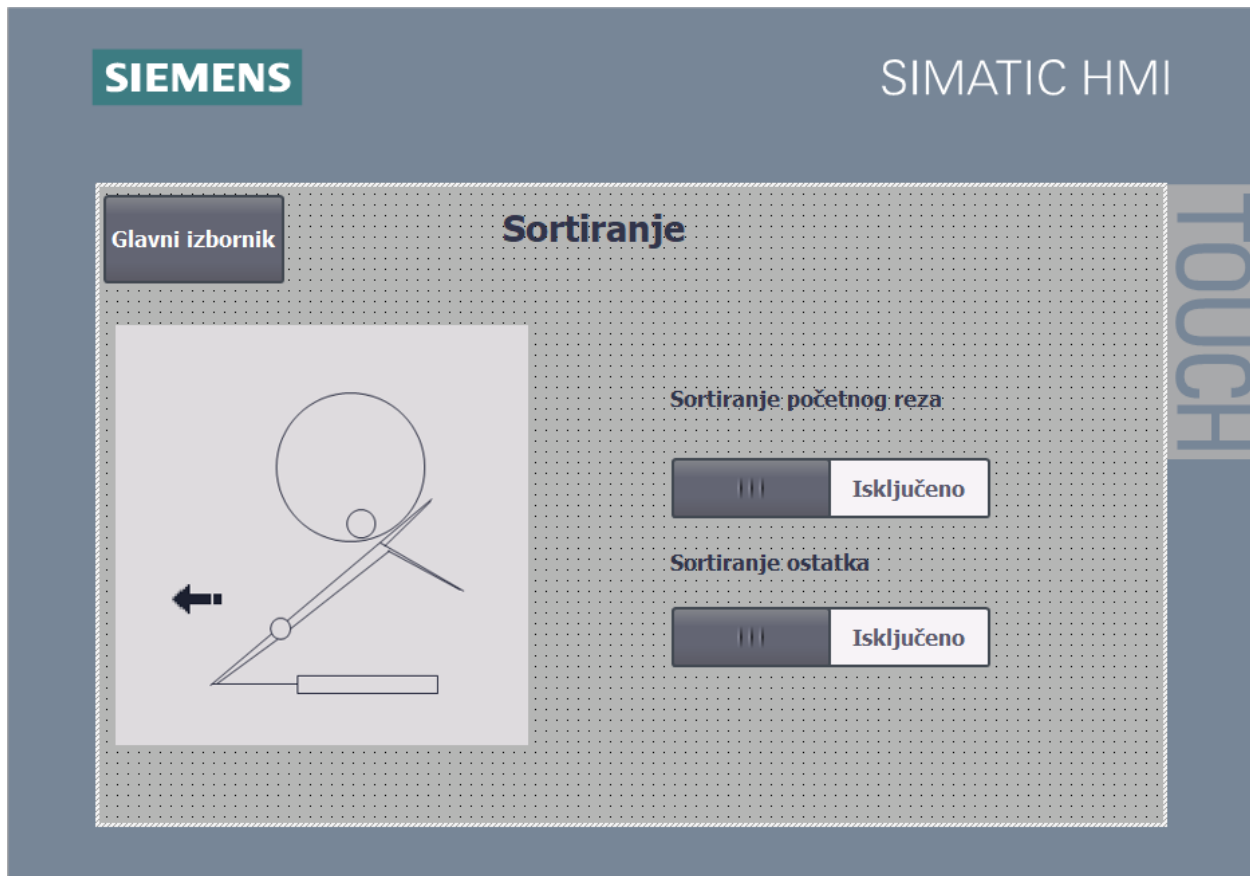 SIEMENS
SIMATIC HMI
TOUCH
Glavni izbornik
Sortiranje
Sortiranje početnog reza
Isključeno
Sortiranje ostatka
Isključeno